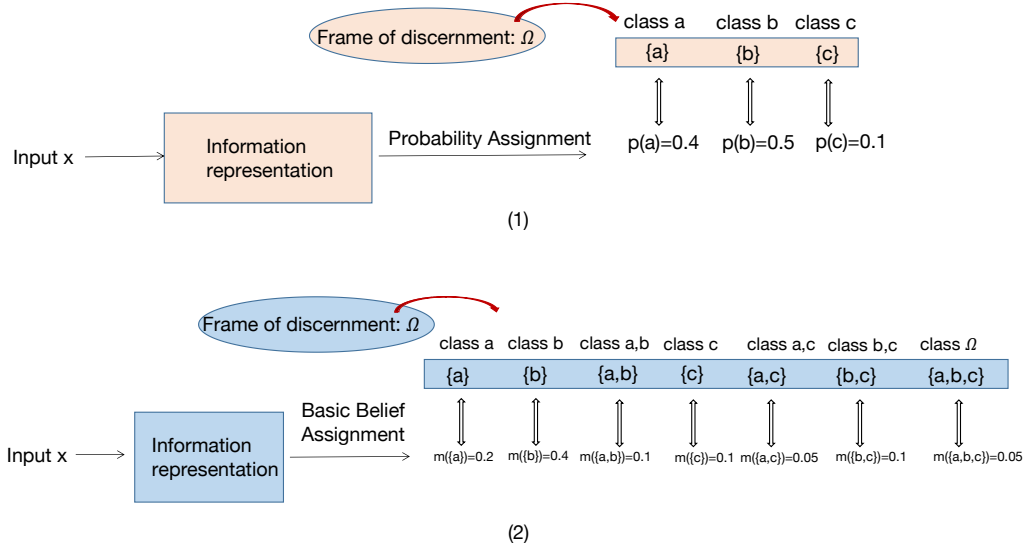 Frame of discernment: Ω
class a class b class c
{a} {b} {c}
Input x
Information
representation
Probability Assignment
p(a)=0.4 p(b)=0.5 p(c)=0.1
(1)
Frame of discernment: Ω
class a class b class a,b class c class a,c class b,c class Ω
{a} {b} {a,b} {c} {a,c} {b,c} {a,b,c}
Input x
Information
representation
Basic Belief
Assignment
m({a})=0.2 m({b})=0.4 m({a,b})=0.1 m({c})=0.1 m({a,c})=0.05 m({b,c})=0.1 m({a,b,c})=0.05
(2)